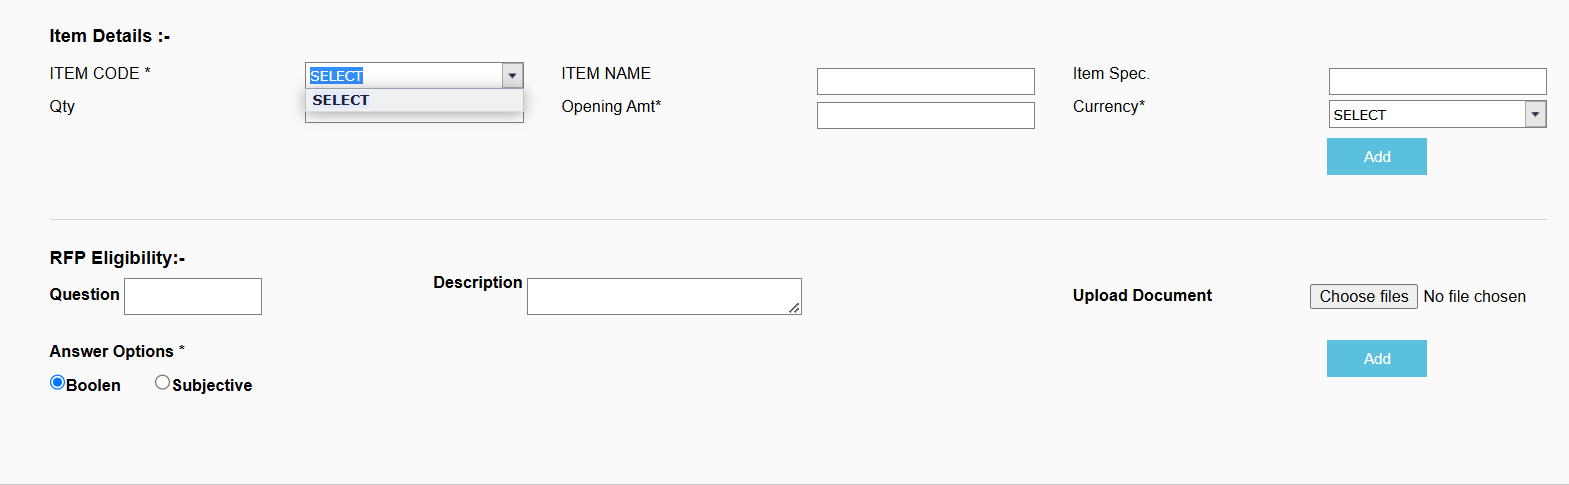 Item Details :-
ITEM CODE * SELECT ITEM NAME Item Spec.
SELECT
Qty Opening Amt* Currency* SELECT
Add
RFP Eligibility:-
Question Description Upload Document Choose files No file chosen
Answer Options *
Add
Boolen Subjective